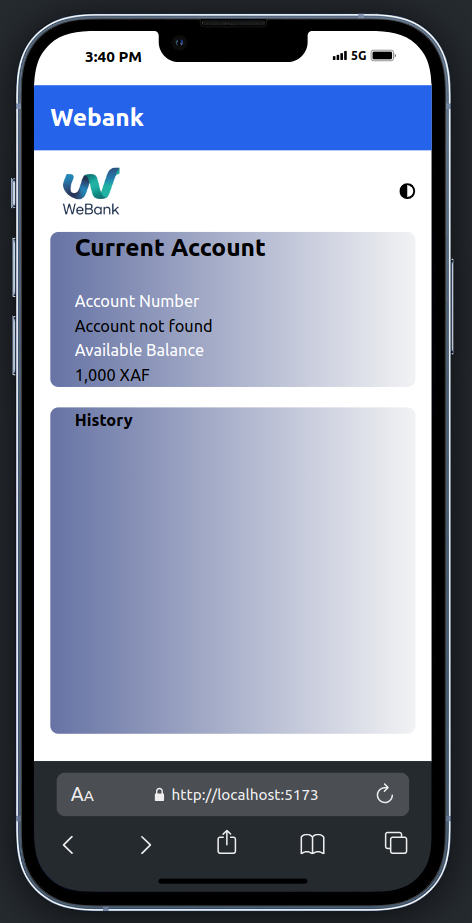 3:40 PM
5G
Webank
WeBank
Current Account
Account Number
Account not found
Available Balance
1,000 XAF
History
AA
http://localhost:5173